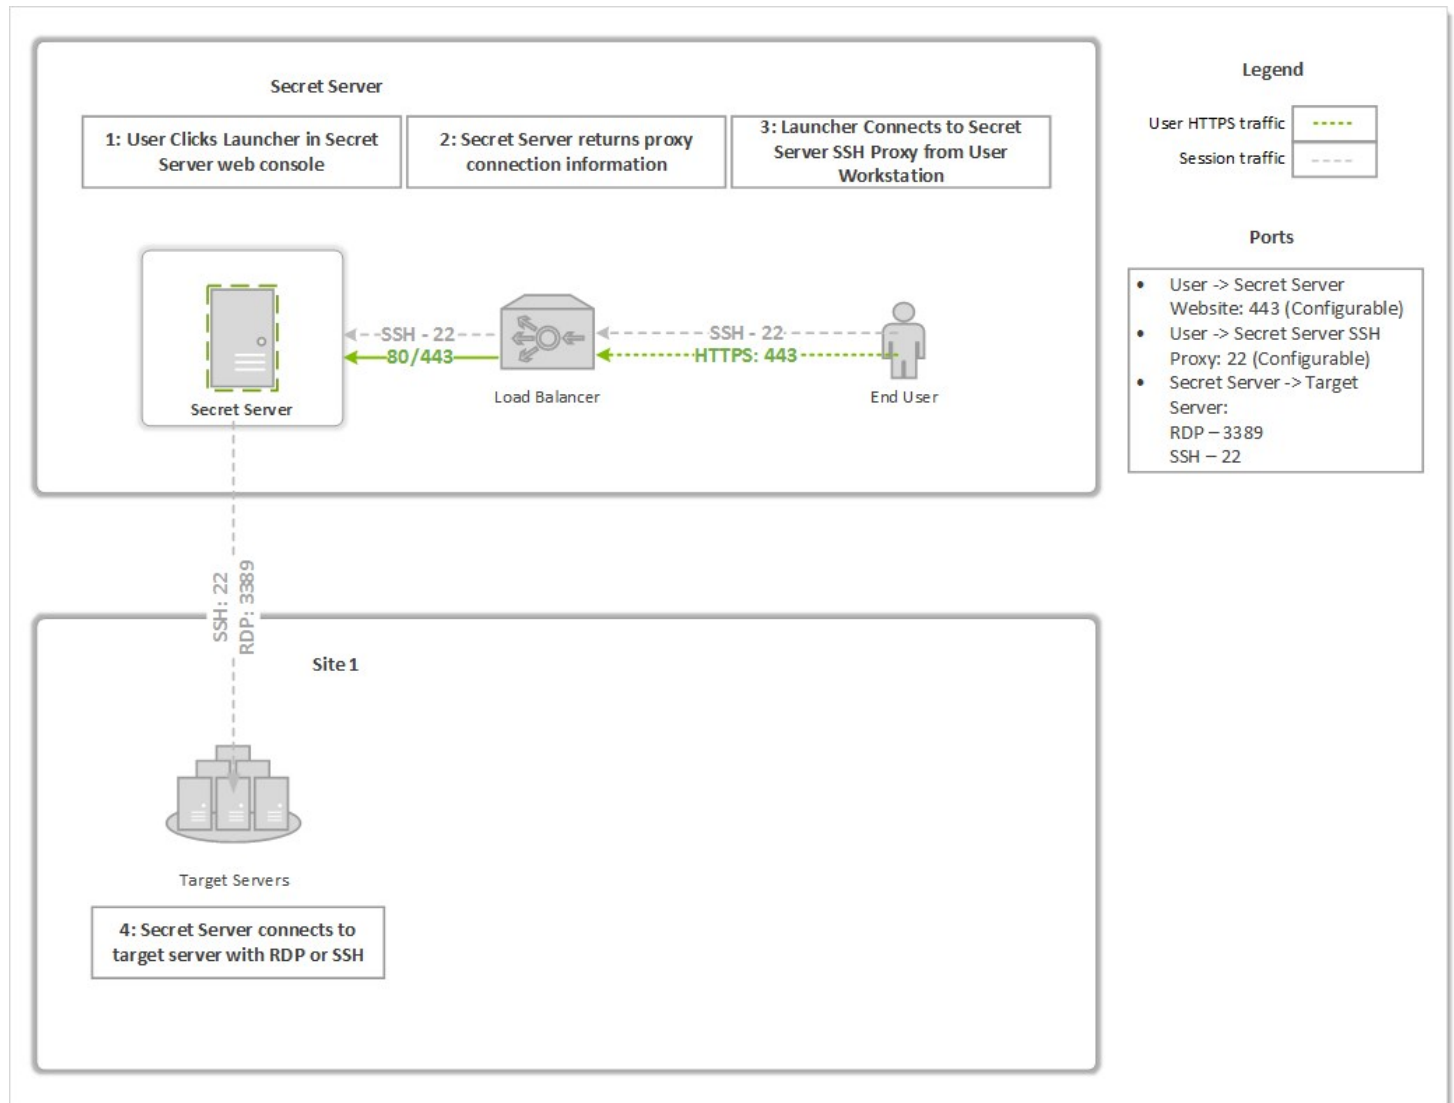 Secret Server
1: User Clicks Launcher in Secret
Server web console
2: Secret Server returns proxy
connection information
3: Launcher Connects to Secret
Server SSH Proxy from User
Workstation
SSH - 22
80/443
SSH - 22
HTTPS: 443
Secret Server
Load Balancer
End User
Legend
User HTTPS traffic
Session traffic
Ports
• User -> Secret Server
Website: 443 (Configurable)
• User -> Secret Server SSH
Proxy: 22 (Configurable)
• Secret Server -> Target
Server:
RDP – 3389
SSH – 22
SSH: 22
RDP: 3389
Site 1
Target Servers
4: Secret Server connects to
target server with RDP or SSH